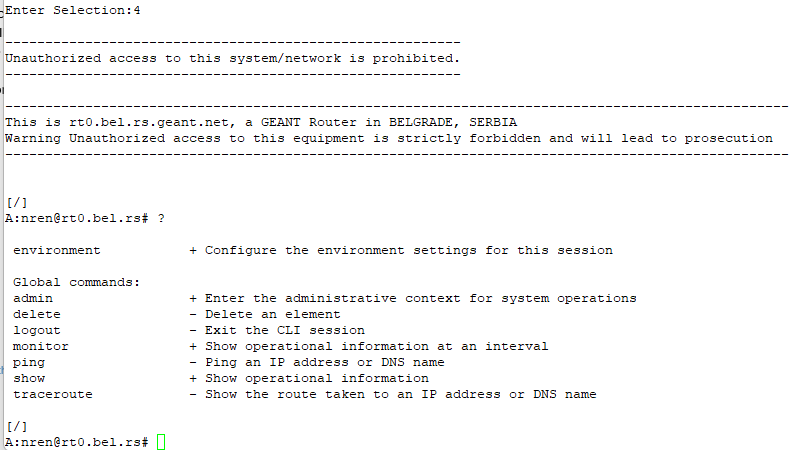 Enter Selection:4
---------------------------------------------------------
Unauthorized access to this system/network is prohibited.
---------------------------------------------------------
--------------------------------------------------------------------------------------------------
This is rt0.bel.rs.geant.net, a GEANT Router in BELGRADE, SERBIA
Warning Unauthorized access to this equipment is strictly forbidden and will lead to prosecution
--------------------------------------------------------------------------------------------------
[/]
A:nren@rt0.bel.rs# ?
environment           + Configure the environment settings for this session
Global commands:
admin                 + Enter the administrative context for system operations
delete                - Delete an element
logout                - Exit the CLI session
monitor               + Show operational information at an interval
ping                  - Ping an IP address or DNS name
show                  + Show operational information
traceroute            - Show the route taken to an IP address or DNS name
[/]
A:nren@rt0.bel.rs#